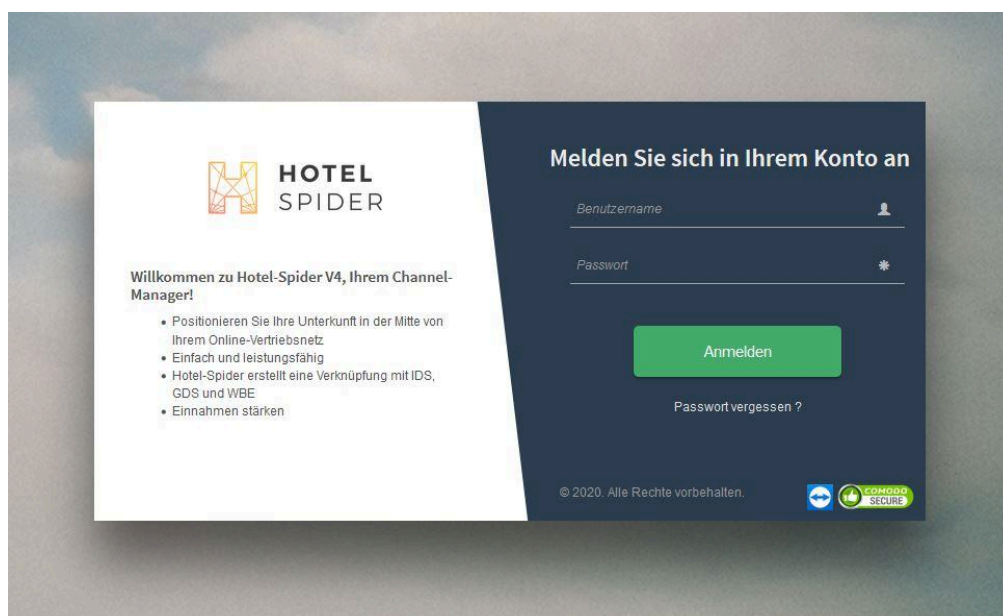 HOTEL
SPIDER
Willkommen zu Hotel-Spider V4, Ihrem Channel-
Manager!
• Positionieren Sie Ihre Unterkunft in der Mitte von
Ihrem Online-Vertriebsnetz
• Einfach und leistungsfähig
• Hotel-Spider erstellt eine Verknüpfung mit IDS,
GDS und WBE
• Einnahmen stärken
Melden Sie sich in Ihrem Konto an
Benutzername
Passwort
Anmelden
Passwort vergessen ?
© 2020. Alle Rechte vorbehalten.
COMODO
SECURE